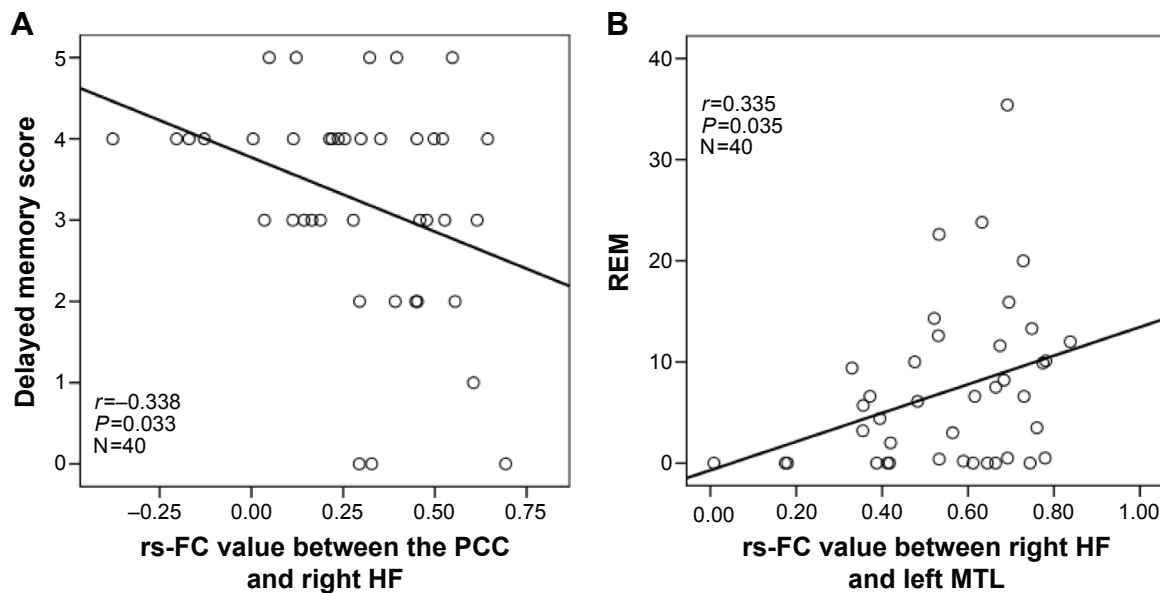 A
Delayed memory score
5
4
3
2
1
0
r=–0.338
P=0.033
N=40
–0.25
0.00
0.25
0.50
0.75
rs-FC value between the PCC
and right HF
B
REM
40
30
20
10
0
r=0.335
P=0.035
N=40
0.00
0.20
0.40
0.60
0.80
1.00
rs-FC value between right HF
and left MTL